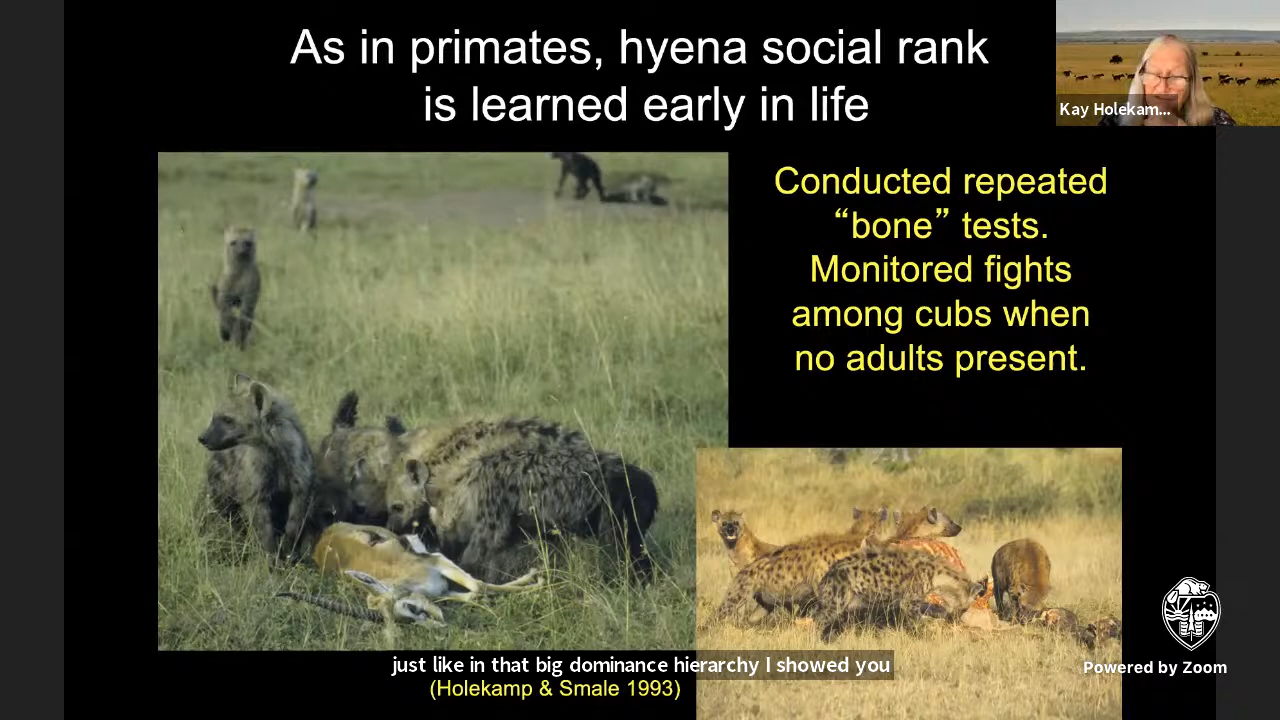 As in primates, hyena social rank
is learned early in life
Kay Holekam...
Conducted repeated
“bone” tests.
Monitored fights
among cubs when
no adults present.
just like in that big dominance hierarchy I showed you
(Holekamp & Smale 1993)
Powered by Zoom